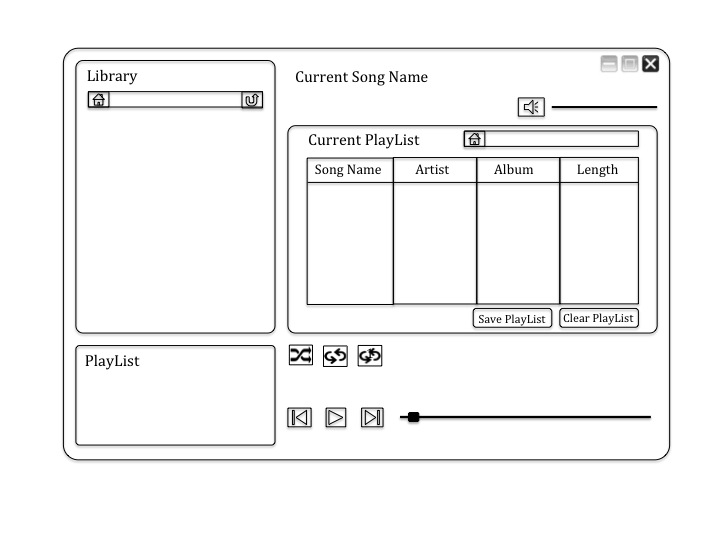 Library
Current Song Name
Current PlayList
Song Name Artist Album Length
Save PlayList Clear PlayList
PlayList